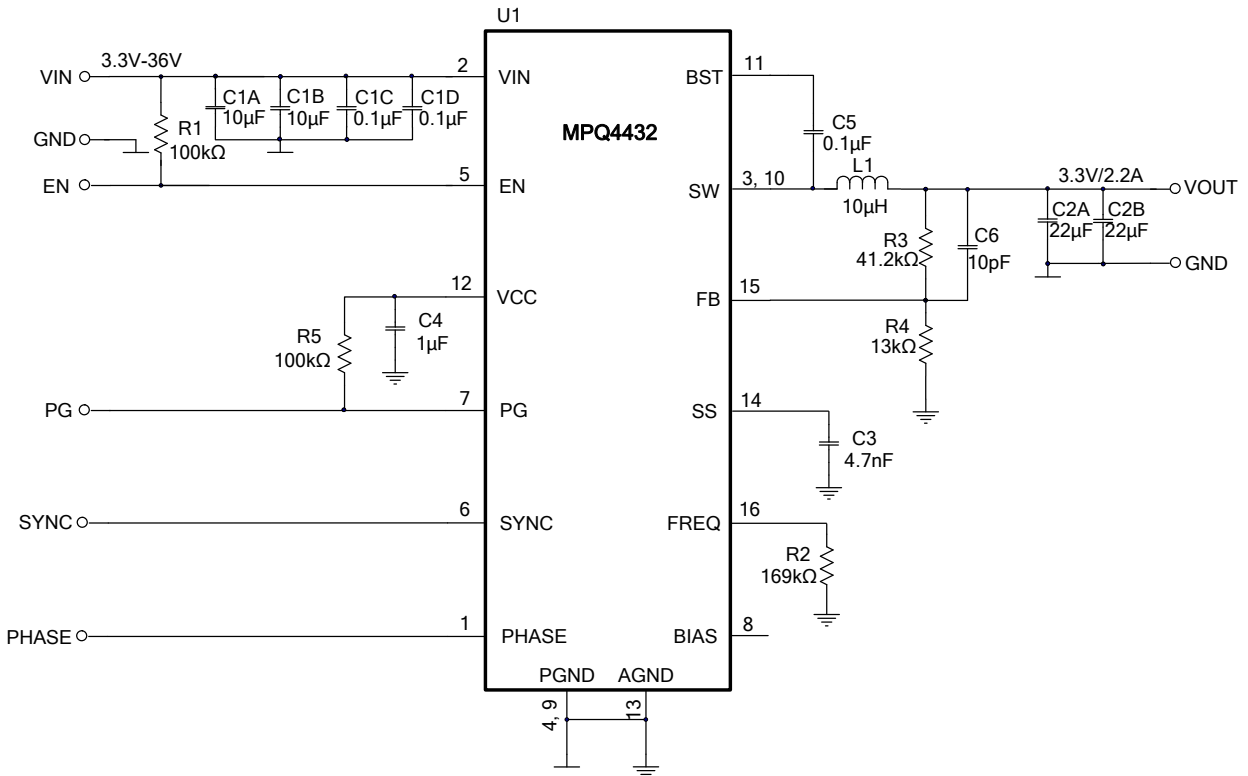 U1
MPQ4432
VIN
3.3V-36V
2
VIN
C1A
10μF
C1B
10μF
C1C
0.1μF
C1D
0.1μF
GND
R1
100kΩ
EN
5
EN
12
VCC
R5
100kΩ
C4
1μF
PG
7
PG
SYNC
6
SYNC
PHASE
1
PHASE
BST
11
C5
0.1μF
SW
3, 10
L1
10μH
3.3V/2.2A
VOUT
C2A
22μF
C2B
22μF
GND
R3
41.2kΩ
C6
10pF
FB
15
R4
13kΩ
SS
14
C3
4.7nF
FREQ
16
R2
169kΩ
BIAS
8
PGND
AGND
4, 9
13